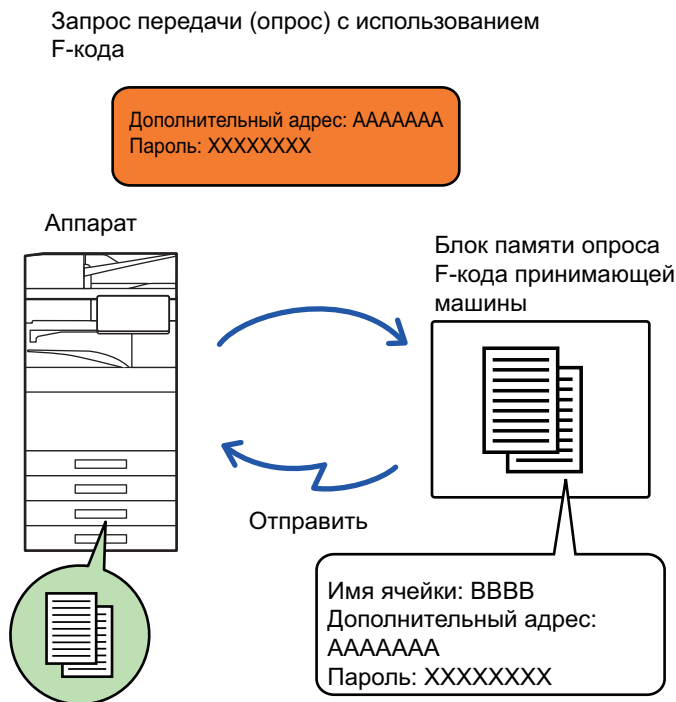 Запрос передачи (опрос) с использованием
F-кода
Дополнительный адрес: AAAAAAA
Пароль: XXXXXXXX
Аппарат
Блок памяти опроса
F-кода принимающей
машины
Отправить
Имя ячейки: BBBB
Дополнительный адрес:
AAAAAAA
Пароль: XXXXXXXX